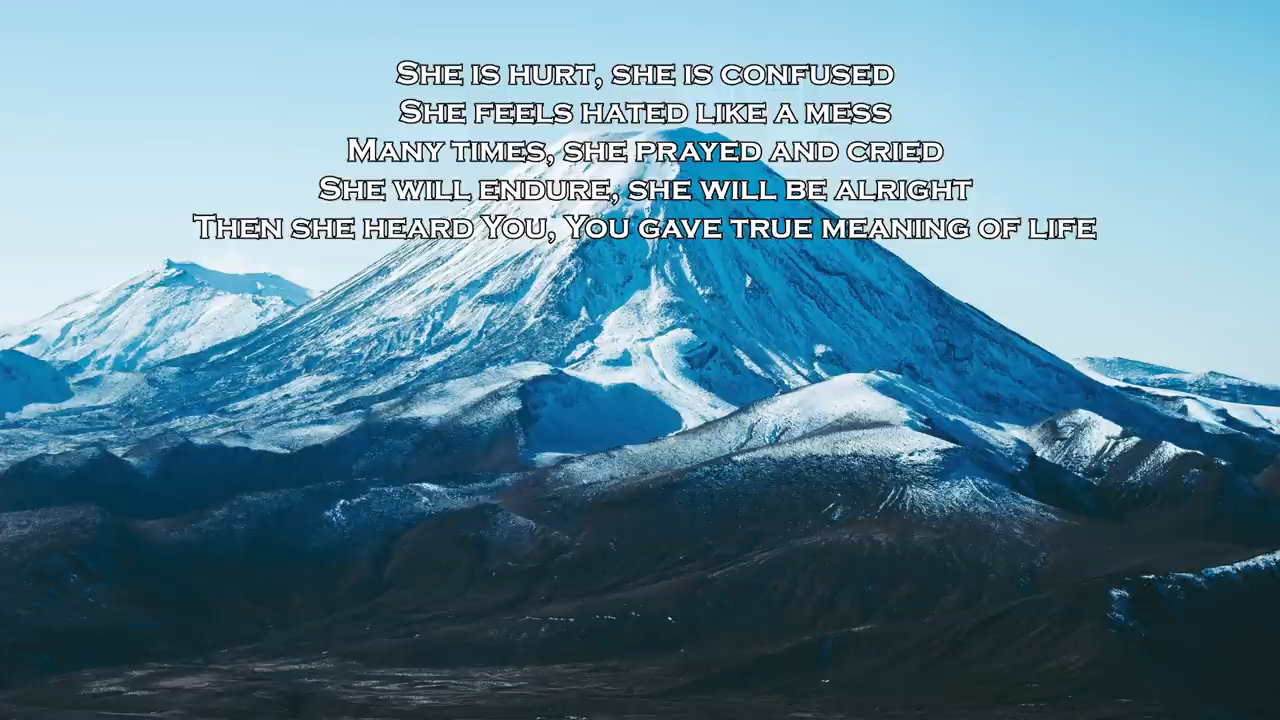 She is hurt, she is confused
She feels hated like a mess
Many times, she prayed and cried
She will endure, she will be alright
Then she heard You, You gave true meaning of life